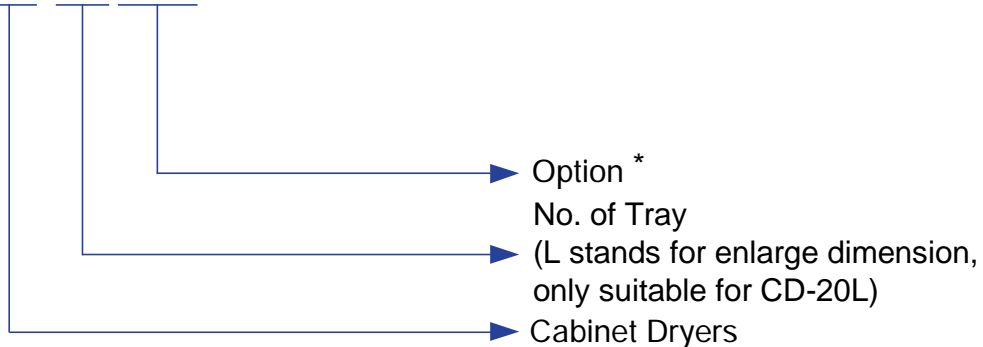 Option *
No. of Tray
(L stands for enlarge dimension,
only suitable for CD-20L)
Cabinet Dryers